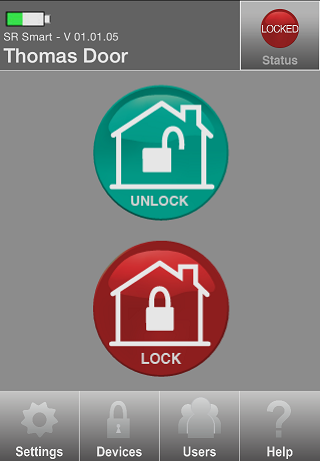 SR Smart - V 01.01.05
Thomas Door
LOCKED
Status
UNLOCK
LOCK
Settings
Devices
Users
Help